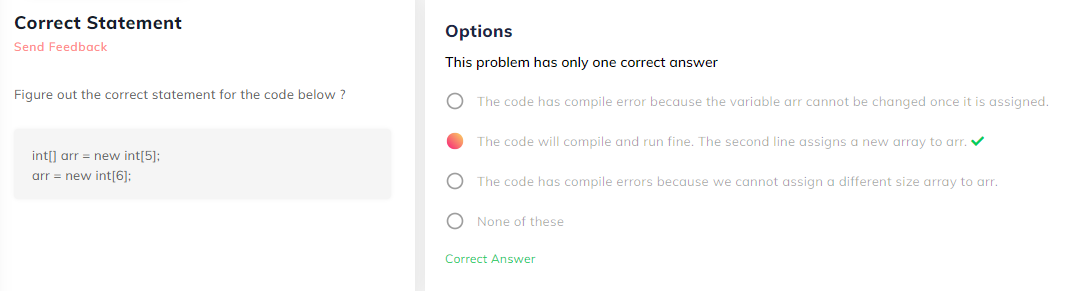 Correct Statement
Send Feedback
Figure out the correct statement for the code below ?
int[] arr = new int[5];
arr = new int[6];
Options
This problem has only one correct answer
The code has compile error because the variable arr cannot be changed once it is assigned.
The code will compile and run fine. The second line assigns a new array to arr.
The code has compile errors because we cannot assign a different size array to arr.
None of these
Correct Answer